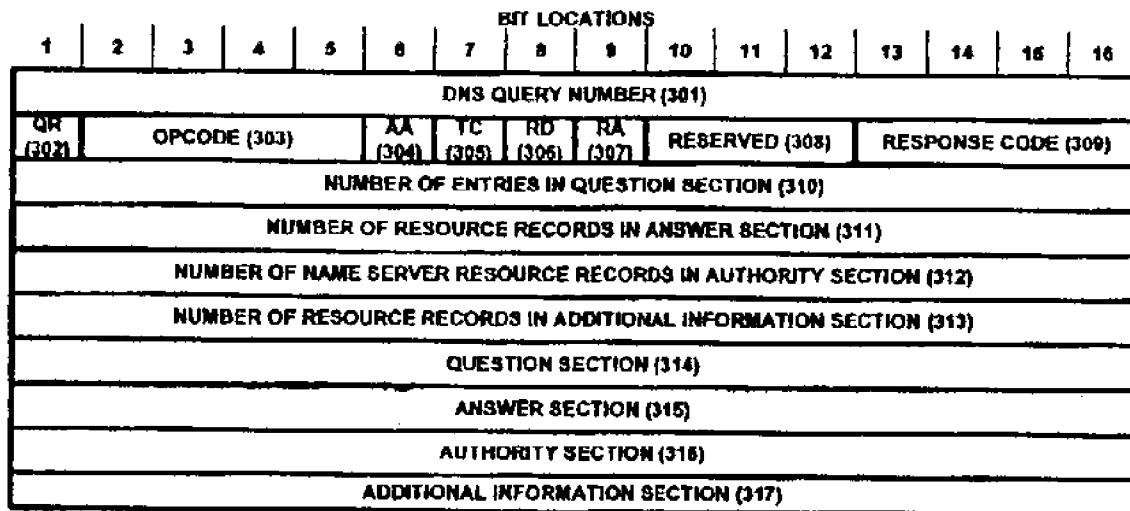 BIT LOCATIONS
1 2 3 4 5 6 7 8 9 10 11 12 13 14 15 16
DNS QUERY NUMBER (301)
QR (302) OPCODE (303) AA (304) TC (305) RD (306) RA (307) RESERVED (308) RESPONSE CODE (309)
NUMBER OF ENTRIES IN QUESTION SECTION (310)
NUMBER OF RESOURCE RECORDS IN ANSWER SECTION (311)
NUMBER OF NAME SERVER RESOURCE RECORDS IN AUTHORITY SECTION (312)
NUMBER OF RESOURCE RECORDS IN ADDITIONAL INFORMATION SECTION (313)
QUESTION SECTION (314)
ANSWER SECTION (315)
AUTHORITY SECTION (316)
ADDITIONAL INFORMATION SECTION (317)